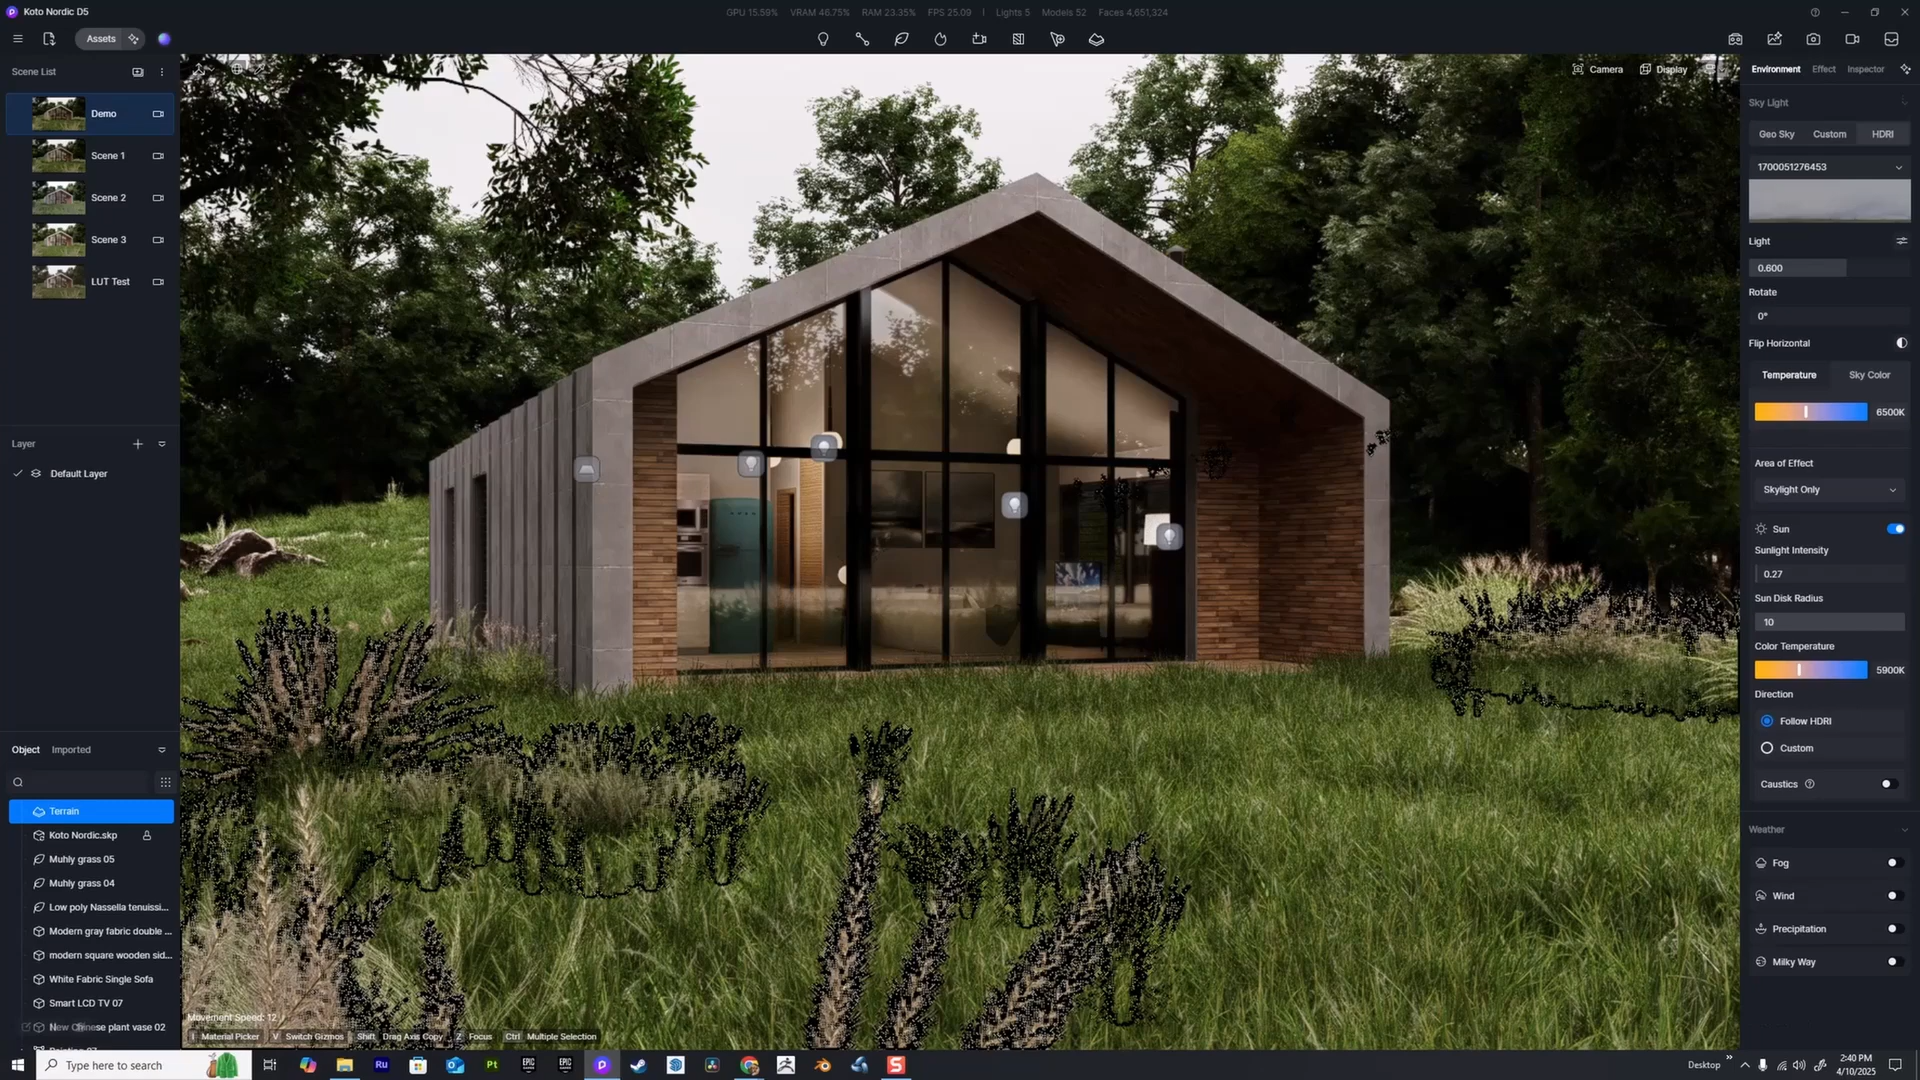 Koto Nordic D5
GPU 15.59% VRAM 46.75% RAM 23.35% FPS 25.09 | Lights 5 Models 52 Faces 4,651,324
Assets
Scene List
Demo
Scene 1
Scene 2
Scene 3
LUT Test
Layer
Default Layer
Object Imported
Terrain
Koto Nordic.skp
Muhly grass 05
Muhly grass 04
Low poly Nassella tenuissi...
Modern gray fabric double ...
modern square wooden sid...
White Fabric Single Sofa
Smart LCD TV 07
New Chinese plant vase 02
Camera Display
Movement Speed: 12
I Material Picker V Switch Gizmos Shift Drag Axis Copy Z Focus Ctrl Multiple Selection
Environment Effect Inspector
Sky Light
Geo Sky Custom HDRI
1700051276453
Light
0.600
Rotate
0°
Flip Horizontal
Temperature Sky Color
6500K
Area of Effect
Skylight Only
Sun
Sunlight Intensity
0.27
Sun Disk Radius
10
Color Temperature
5900K
Direction
Follow HDRI
Custom
Caustics
Weather
Fog
Wind
Precipitation
Milky Way
Type here to search
Ru
Pt
EPIC
EPIC
S
Desktop
2:40 PM
4/10/2025